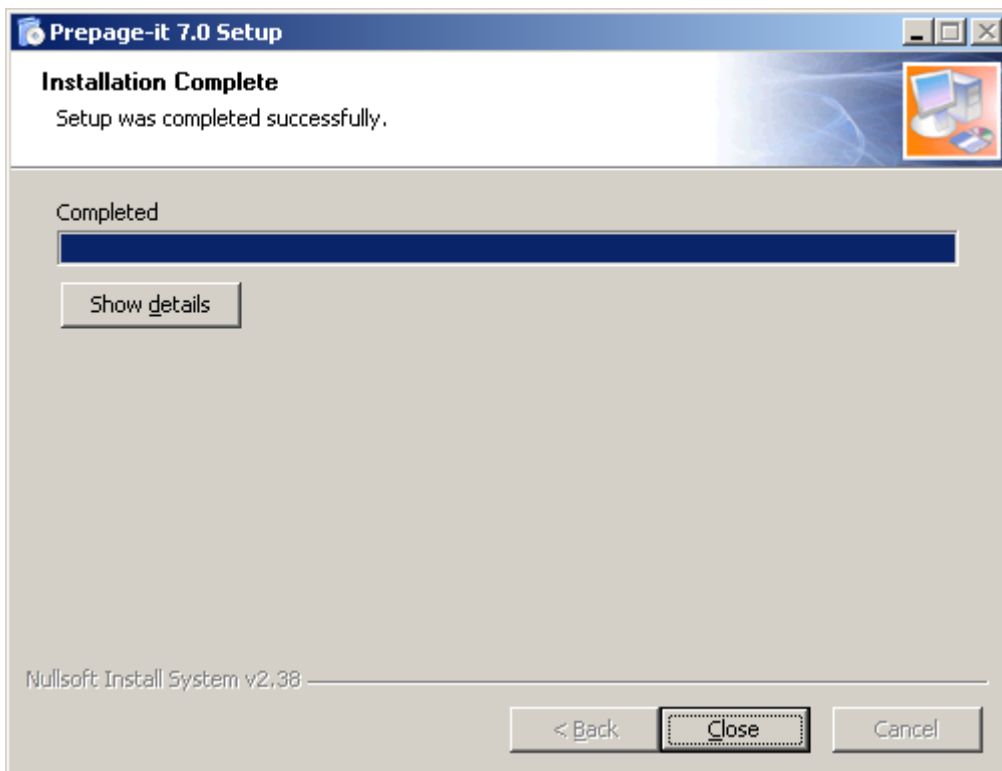 Prepage-it 7.0 Setup
Installation Complete
Setup was completed successfully.
Completed
Show details
Nullsoft Install System v2.38
< Back
Close
Cancel